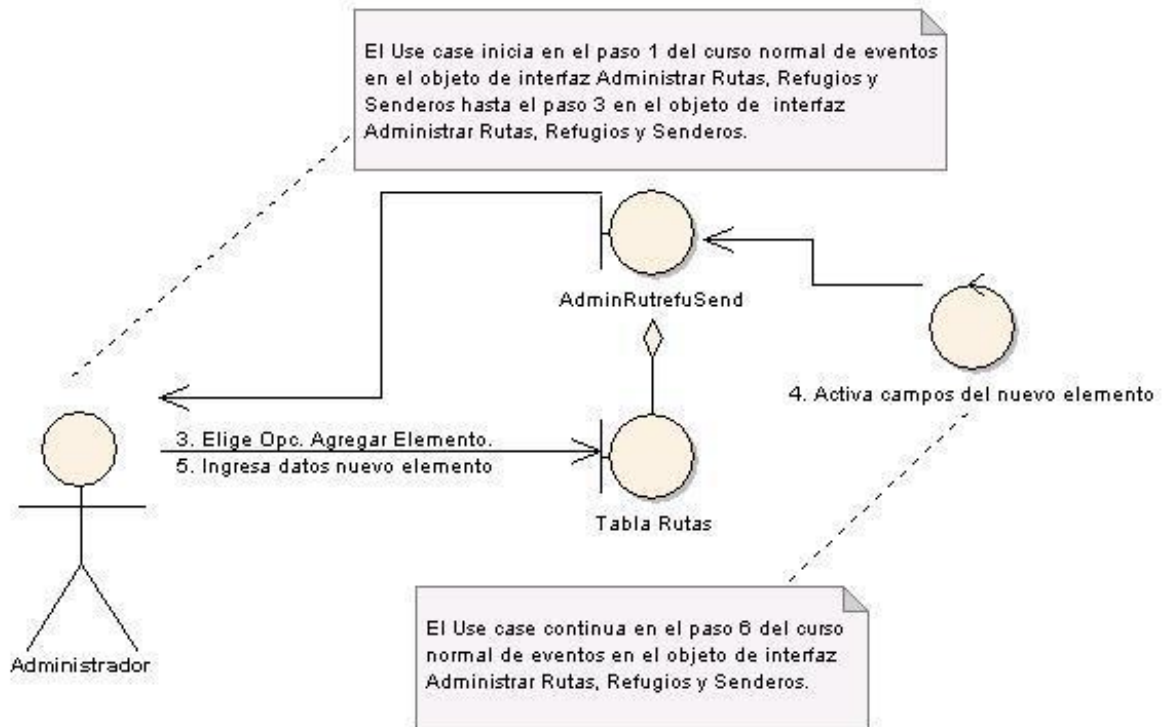 El Use case inicia en el paso 1 del curso normal de eventos
en el objeto de interfaz Administrar Rutas, Refugios y
Senderos hasta el paso 3 en el objeto de interfaz
Administrar Rutas, Refugios y Senderos.
AdminRutrefuSend
4. Activa campos del nuevo elemento
3. Elige Opc. Agregar Elemento.
5. Ingresa datos nuevo elemento
Tabla Rutas
Administrador
El Use case continua en el paso 6 del curso
normal de eventos en el objeto de interfaz
Administrar Rutas, Refugios y Senderos.